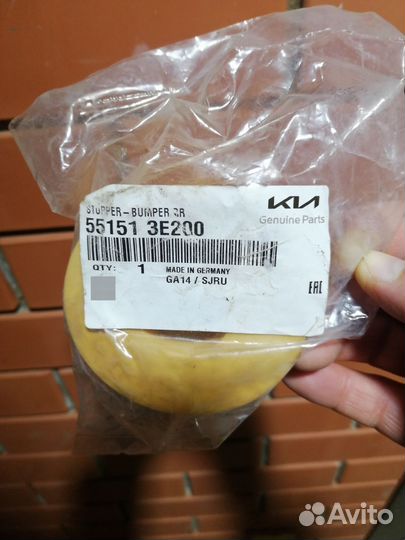 STOPPER - BUMPER RR
KIA
Genuine Parts
55151 3E200
QTY: 1 MADE IN GERMANY
GA14 / SJRU
EAC
Avito